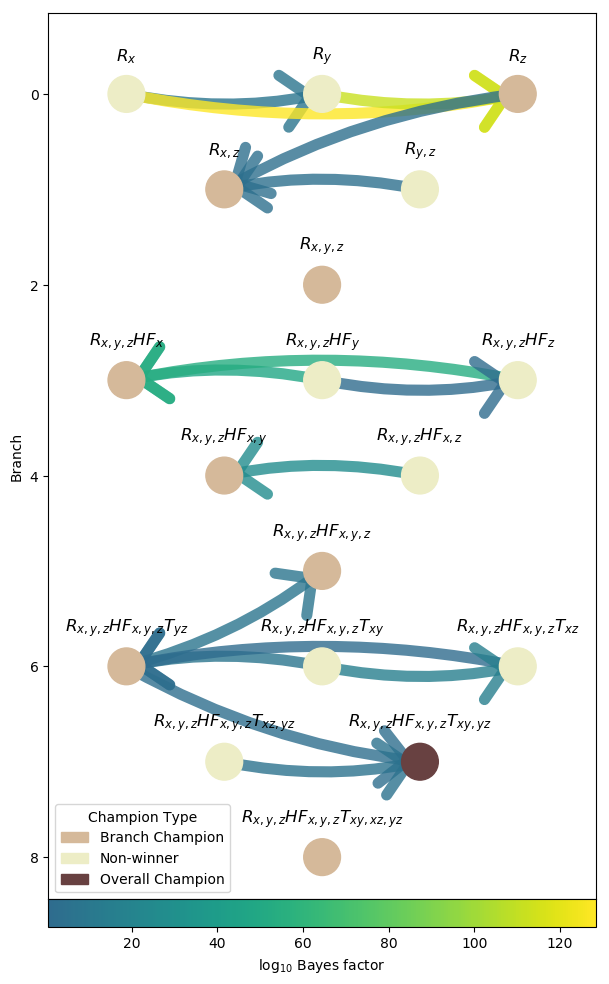 $R_x$ $R_y$ $R_z$
0
$R_{x,z}$ $R_{y,z}$
$R_{x,y,z}$
2
$R_{x,y,z}HF_x$ $R_{x,y,z}HF_y$ $R_{x,y,z}HF_z$
$R_{x,y,z}HF_{x,y}$ $R_{x,y,z}HF_{x,z}$
Branch
4
$R_{x,y,z}HF_{x,y,z}$
$R_{x,y,z}HF_{x,y,z}T_{yz}$ $R_{x,y,z}HF_{x,y,z}T_{xy}$ $R_{x,y,z}HF_{x,y,z}T_{xz}$
6
$R_{x,y,z}HF_{x,y,z}T_{xz,yz}$ $R_{x,y,z}HF_{x,y,z}T_{xy,yz}$
$R_{x,y,z}HF_{x,y,z}T_{xy,xz,yz}$
8
Champion Type
Branch Champion
Non-winner
Overall Champion
20 40 60 80 100 120
$\log_{10}$ Bayes factor